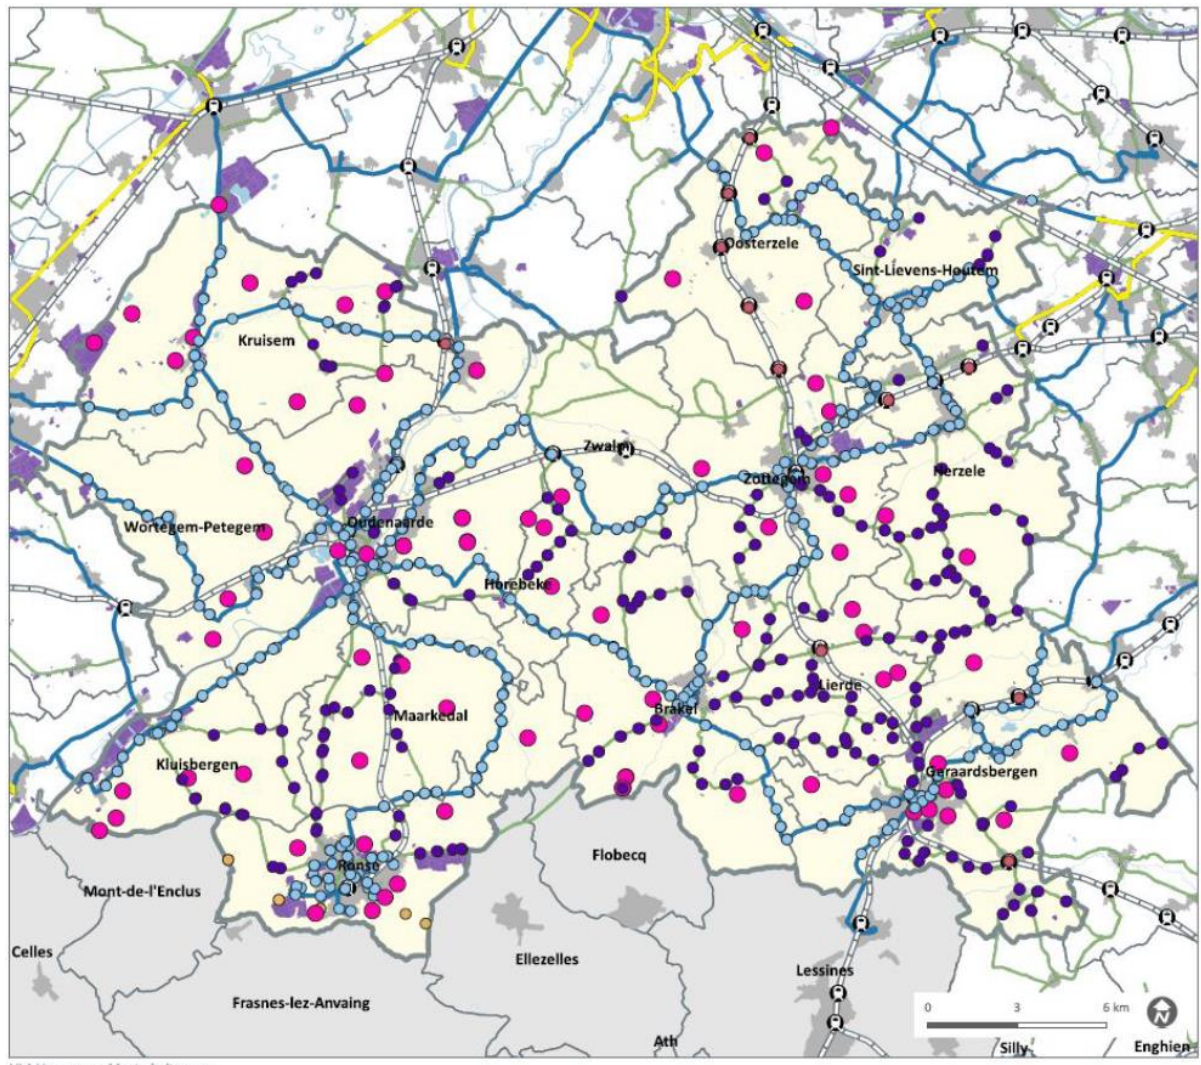 Oosterzele
Sint-Lievens-Houtem
Kruisem
Zwalm
Zottegem
Herzele
Wortegem-Petegem
Oudenaarde
Horebeke
Lierde
Brakel
Maarkedal
Kluisbergen
Geraardsbergen
Flobecq
Ronse
Mont-de-l'Enclus
Celles
Ellezelles
Lessines
Frasnes-lez-Anvaing
0 3 6 km
N
Ath
Silly
Enghien